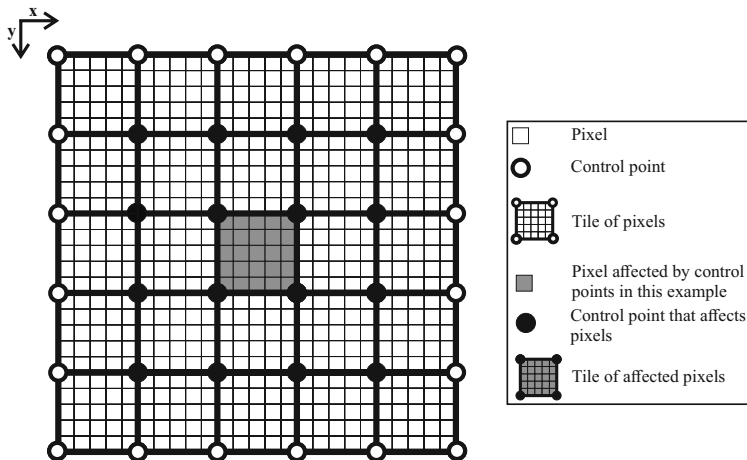 x
y
Pixel
Control point
Tile of pixels
Pixel affected by control
points in this example
Control point that affects
pixels
Tile of affected pixels